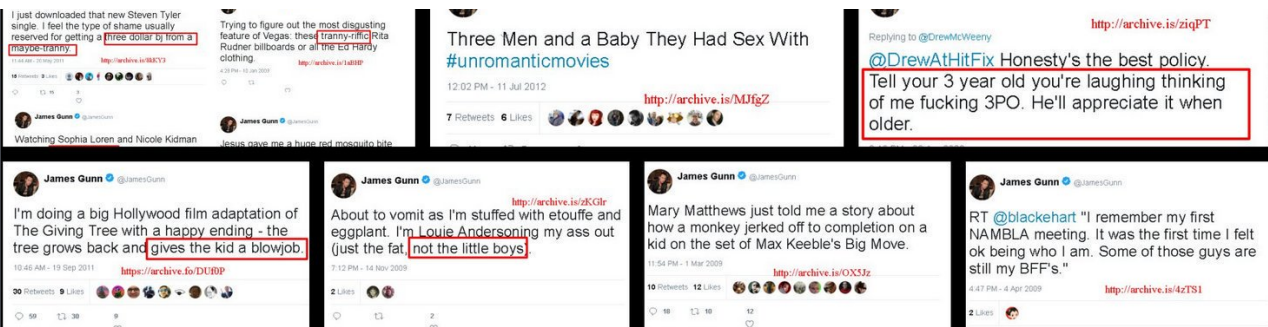 I just downloaded that new Steven Tyler
single. I feel the type of shame usually
reserved for getting a three dollar bj from a
maybe-tranny.
http://archive.is/IkKY3
James Gunn @JamesGunn
Watching Sophia Loren and Nicole Kidman
Trying to figure out the most disgusting
feature of Vegas: these tranny-riffic Rita
Rudner billboards or all the Ed Hardy
clothing.
James Gunn @JamesGunn
Jesus gave me a huge red mosquito bite
Three Men and a Baby They Had Sex With
#unromanticmovies
12:02 PM - 11 Jul 2012
http://archive.is/MJfgZ
7 Retweets 6 Likes
http://archive.is/ziqPT
Replying to @DrewMcWeeny
@DrewAtHitFix Honesty's the best policy.
Tell your 3 year old you're laughing thinking
of me fucking 3PO. He'll appreciate it when
older.
James Gunn @JamesGunn
I'm doing a big Hollywood film adaptation of
The Giving Tree with a happy ending - the
tree grows back and gives the kid a blowjob.
10:46 AM - 19 Sep 2011
https://archive.fo/DUf0P
30 Retweets 9 Likes
59 30 9
James Gunn @JamesGunn
http://archive.is/zKGlr
About to vomit as I'm stuffed with etouffe and
eggplant. I'm Louie Andersoning my ass out
(just the fat, not the little boys).
7:12 PM - 14 Nov 2009
2 Likes
2
James Gunn @JamesGunn
Mary Matthews just told me a story about
how a monkey jerked off to completion on a
kid on the set of Max Keeble's Big Move.
11:54 PM - 1 Mar 2009
http://archive.is/OX5Jz
10 Retweets 12 Likes
10 10 12
James Gunn @JamesGunn
RT @blackehart "I remember my first
NAMBLA meeting. It was the first time I felt
ok being who I am. Some of those guys are
still my BFF's."
4:47 PM - 4 Apr 2009
http://archive.is/4zTS1
2 Likes